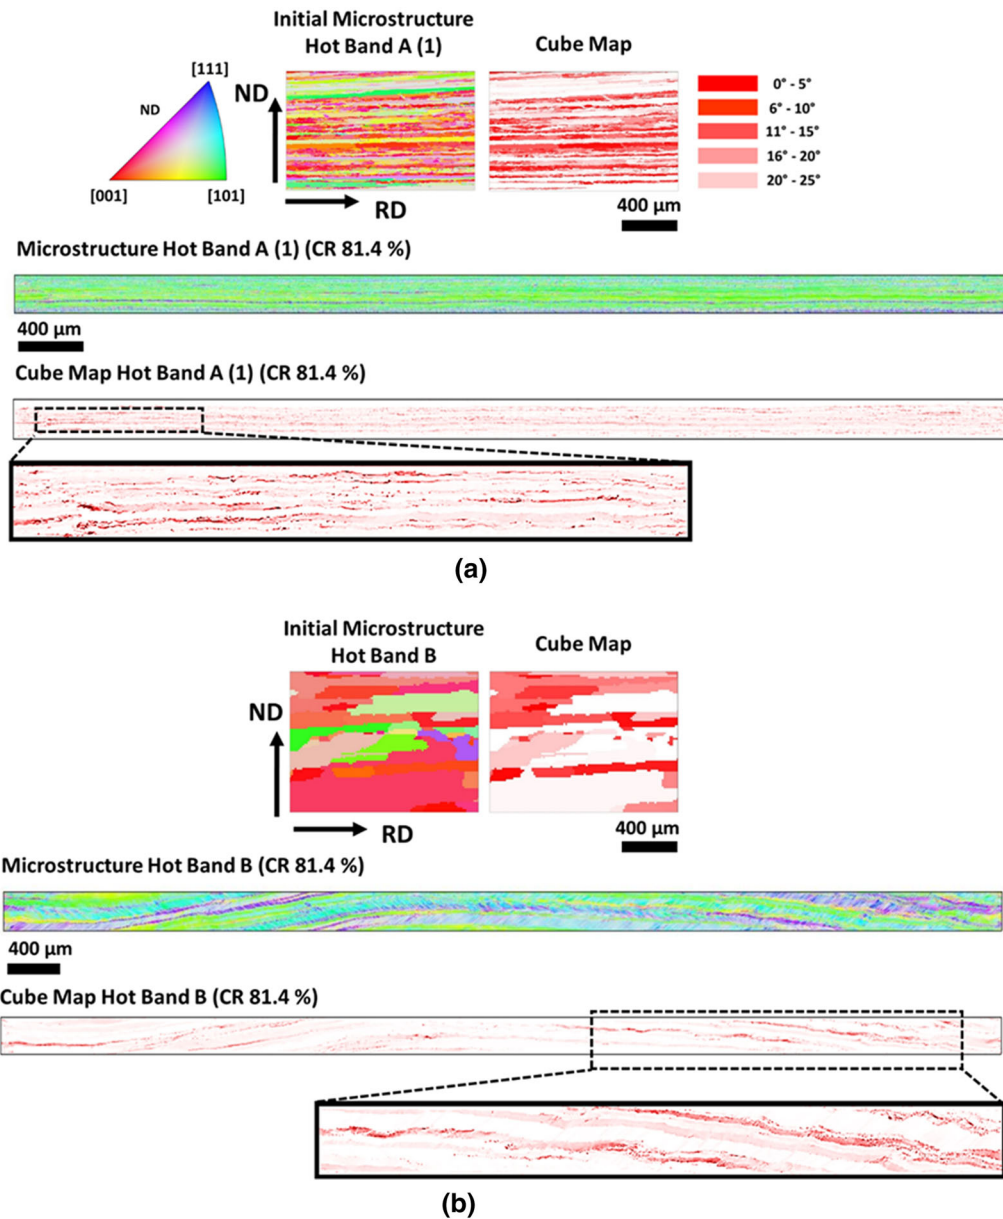 Initial Microstructure
Hot Band A (1)
Cube Map
[111]
ND
[001]
[101]
ND
RD
0° - 5°
6° - 10°
11° - 15°
16° - 20°
20° - 25°
400 µm
Microstructure Hot Band A (1) (CR 81.4 %)
400 µm
Cube Map Hot Band A (1) (CR 81.4 %)
(a)
Initial Microstructure
Hot Band B
Cube Map
ND
RD
400 µm
Microstructure Hot Band B (CR 81.4 %)
400 µm
Cube Map Hot Band B (CR 81.4 %)
(b)